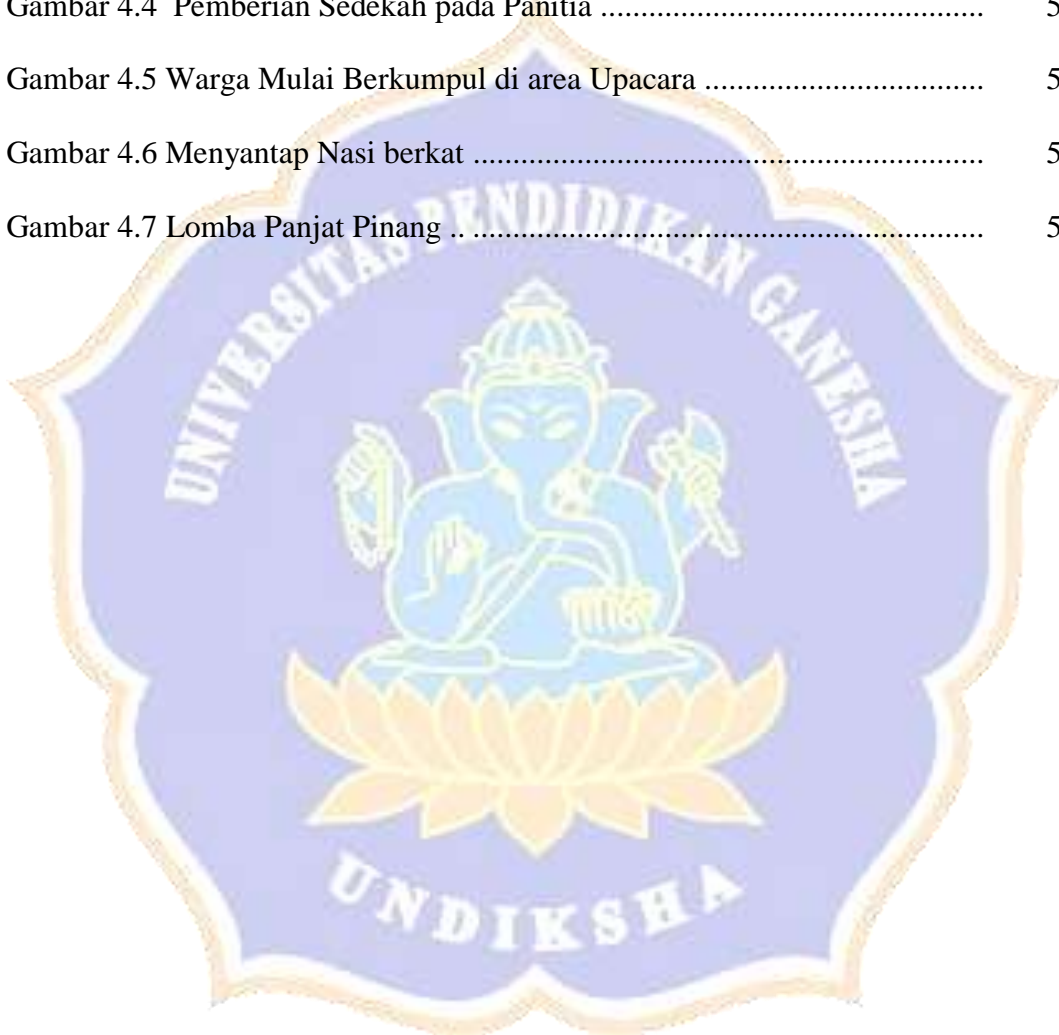 Gambar 4.4  Pemberian Sedekah pada Panitia ........................................ 5
Gambar 4.5 Warga Mulai Berkumpul di area Upacara ............................. 5
Gambar 4.6 Menyantap Nasi berkat ..................................................... 5
Gambar 4.7 Lomba Panjat Pinang .. ..................................................... 5
UNIVERSITAS PENDIDIKAN GANESHA
UNDIKSHA